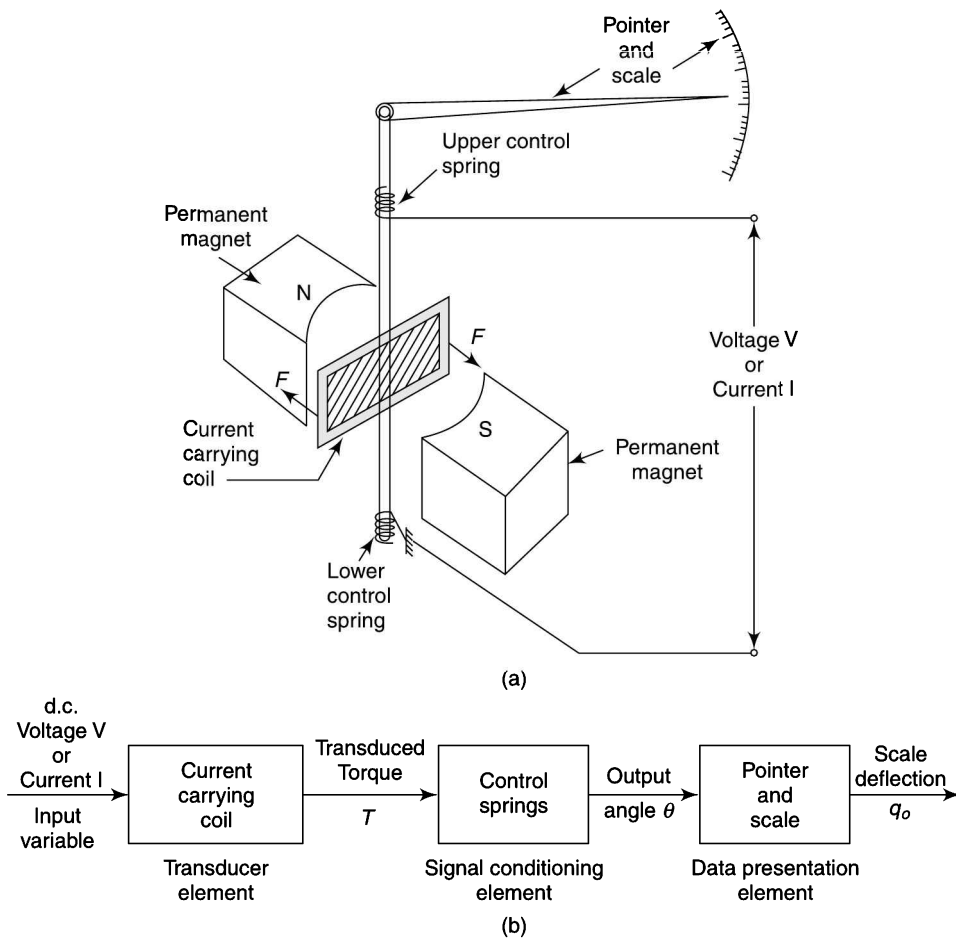 Pointer
and
scale
Upper control
spring
Permanent
magnet
N
F
F
Voltage V
or
Current I
S
Current
carrying
coil
Permanent
magnet
Lower
control
spring
(a)
d.c.
Voltage V
or
Current I
Input
variable
Current
carrying
coil
Transducer
element
Transduced
Torque
T
Control
springs
Signal conditioning
element
Output
angle θ
Pointer
and
scale
Data presentation
element
Scale
deflection
qo
(b)